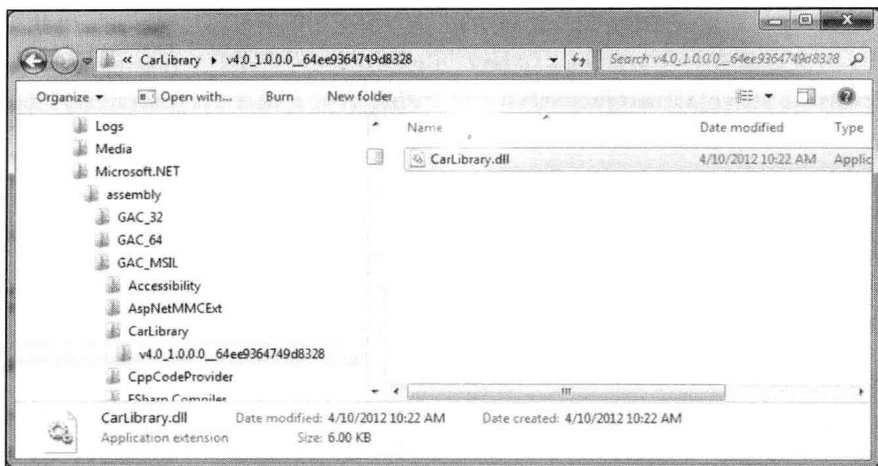 « CarLibrary ▸ v4.0_1.0.0.0__64ee9364749d8328
Search v4.0_1.0.0.0__64ee9364749d8328
Organize
Open with...
Burn
New folder
Logs
Media
Microsoft.NET
assembly
GAC_32
GAC_64
GAC_MSIL
Accessibility
AspNetMMCExt
CarLibrary
v4.0_1.0.0.0__64ee9364749d8328
CppCodeProvider
FSharp Compiler
Name
Date modified
Type
CarLibrary.dll
4/10/2012 10:22 AM
Applic
CarLibrary.dll
Date modified: 4/10/2012 10:22 AM
Date created: 4/10/2012 10:22 AM
Application extension
Size: 6.00 KB